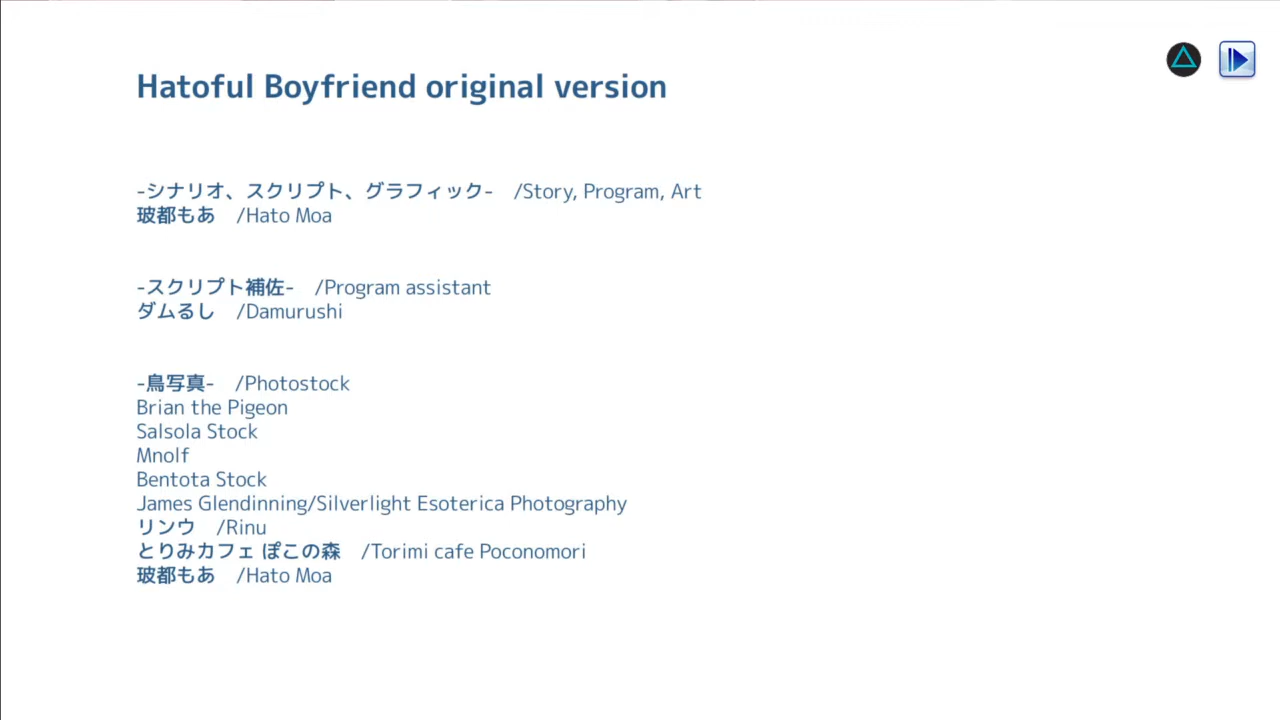 Hatoful Boyfriend original version
-シナリオ、スクリプト、グラフィック- /Story, Program, Art
玻都もあ /Hato Moa
-スクリプト補佐- /Program assistant
ダムるし /Damurushi
-鳥写真- /Photostock
Brian the Pigeon
Salsola Stock
Mnolf
Bentota Stock
James Glendinning/Silverlight Esoterica Photography
リンウ /Rinu
とりみカフェ ぽこの森 /Torimi cafe Poconomori
玻都もあ /Hato Moa